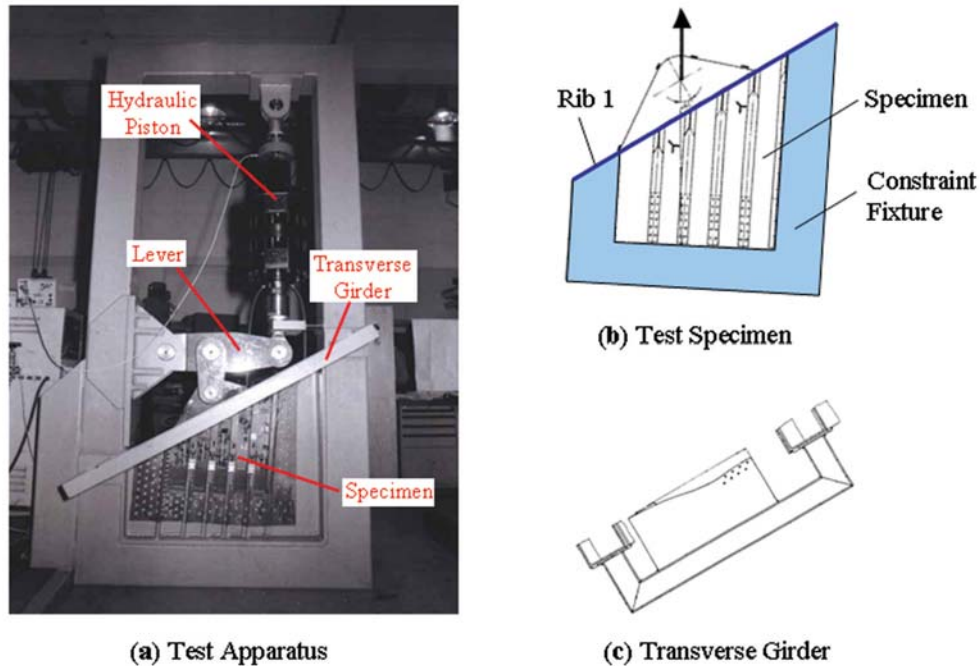 Hydraulic
Piston
Lever
Transverse
Girder
Specimen
(a) Test Apparatus
Rib 1
Specimen
Constraint
Fixture
(b) Test Specimen
(c) Transverse Girder